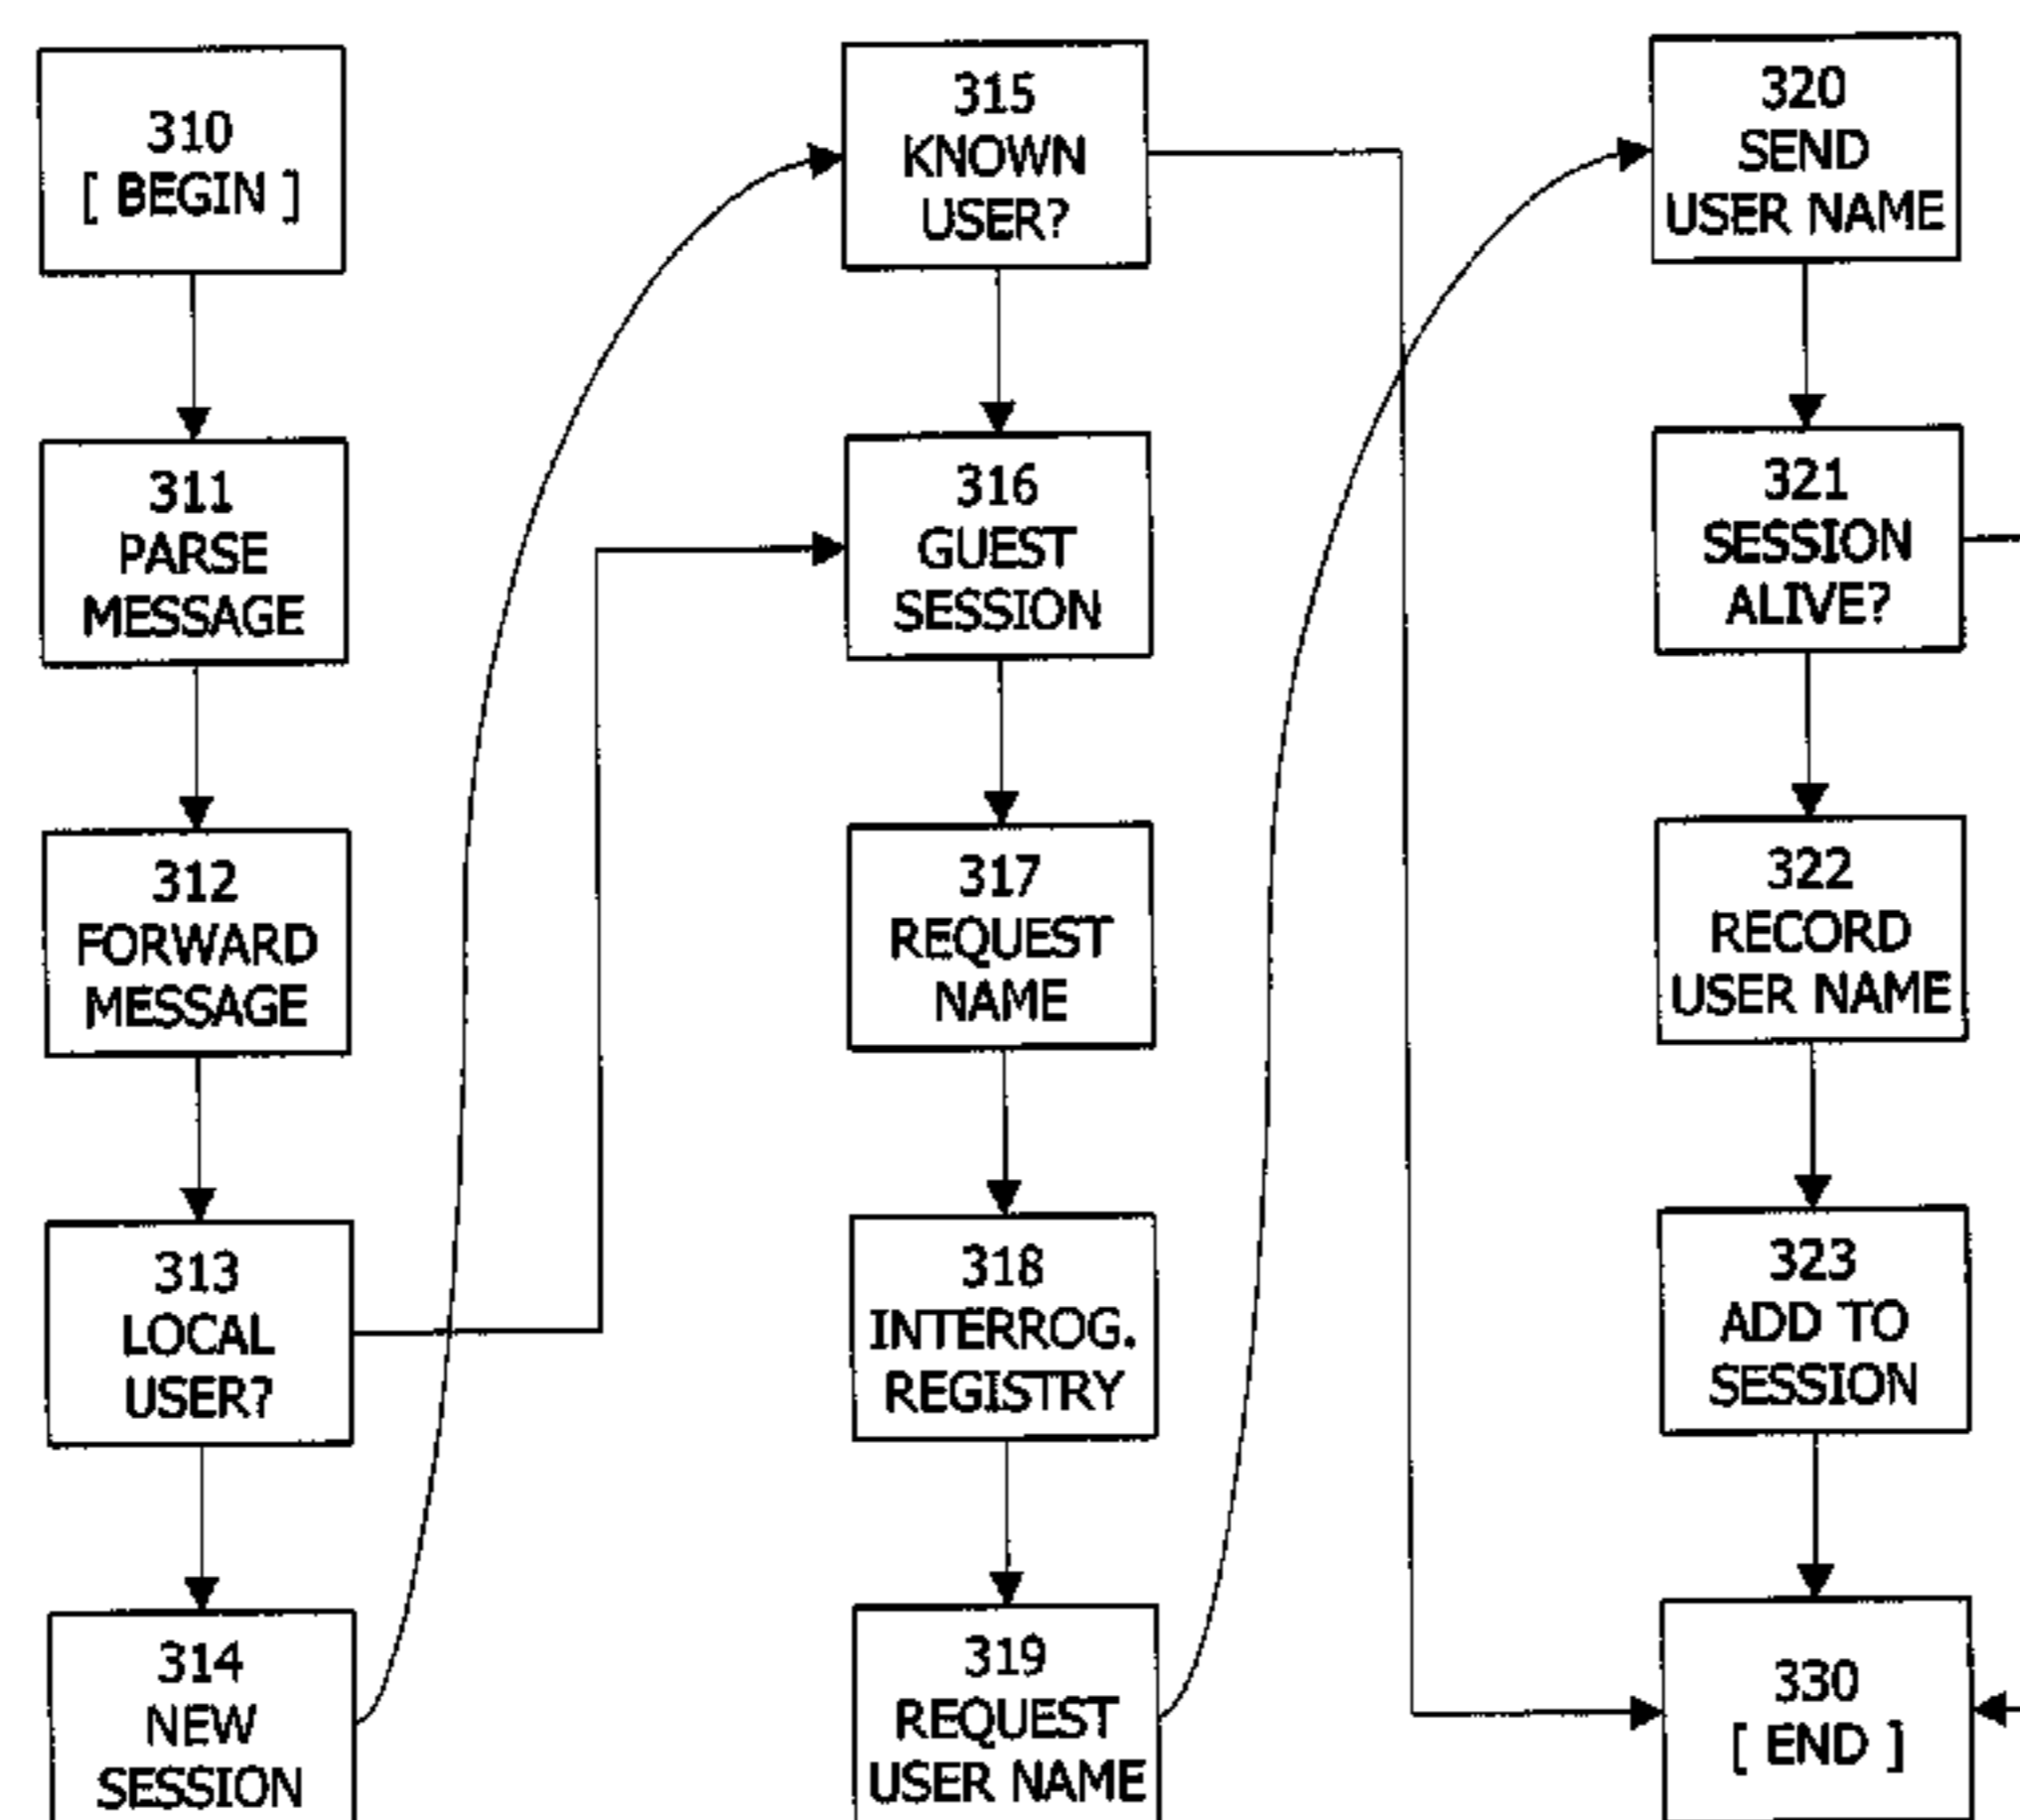 310
[ BEGIN ]
311
PARSE
MESSAGE
312
FORWARD
MESSAGE
313
LOCAL
USER?
314
NEW
SESSION
315
KNOWN
USER?
316
GUEST
SESSION
317
REQUEST
NAME
318
INTERROG.
REGISTRY
319
REQUEST
USER NAME
320
SEND
USER NAME
321
SESSION
ALIVE?
322
RECORD
USER NAME
323
ADD TO
SESSION
330
[ END ]